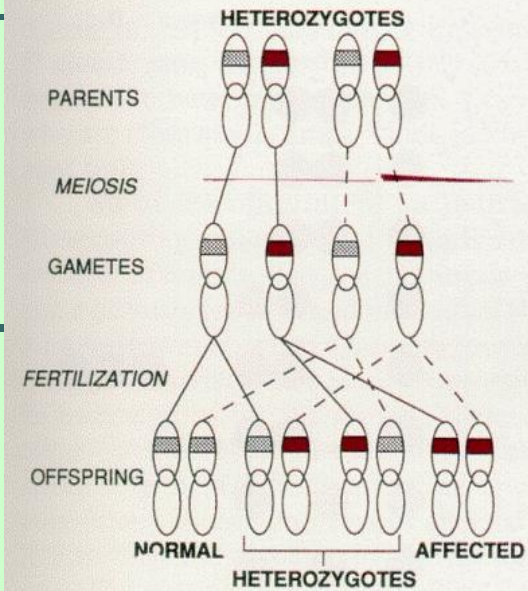 HETEROZYGOTES
PARENTS
MEIOSIS
GAMETES
FERTILIZATION
OFFSPRING
NORMAL AFFECTED
HETEROZYGOTES